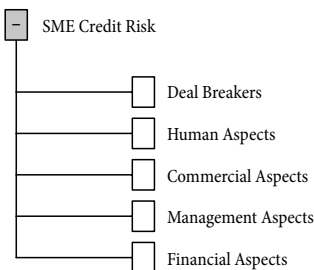 SME Credit Risk
Deal Breakers
Human Aspects
Commercial Aspects
Management Aspects
Financial Aspects